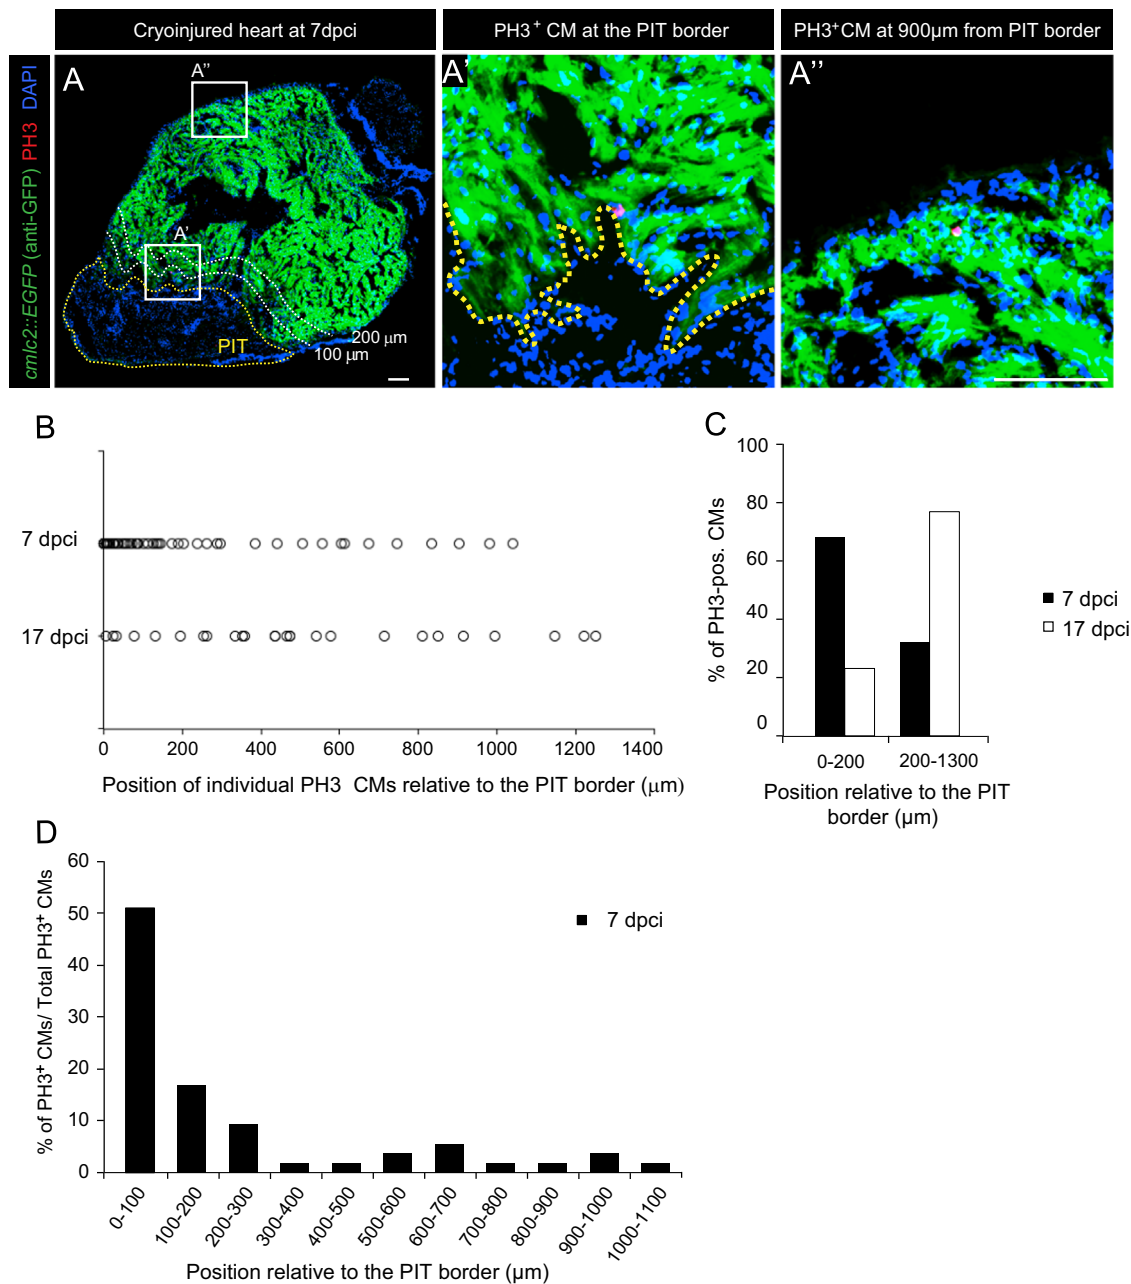 Cryoinjured heart at 7dpci
PH3+ CM at the PIT border
PH3+CM at 900µm from PIT border
cmlc2::EGFP (anti-GFP) PH3 DAPI
A
A''
A'
PIT
200 µm
100 µm
A'
A''
B
7 dpci
17 dpci
0 200 400 600 800 1000 1200 1400
Position of individual PH3 CMs relative to the PIT border (µm)
C
% of PH3-pos. CMs
100
80
60
40
20
0
0-200 200-1300
Position relative to the PIT
border (µm)
7 dpci
17 dpci
D
% of PH3+ CMs/ Total PH3+ CMs
60
50
40
30
20
10
0
7 dpci
0-100 100-200 200-300 300-400 400-500 500-600 600-700 700-800 800-900 900-1000 1000-1100
Position relative to the PIT border (µm)